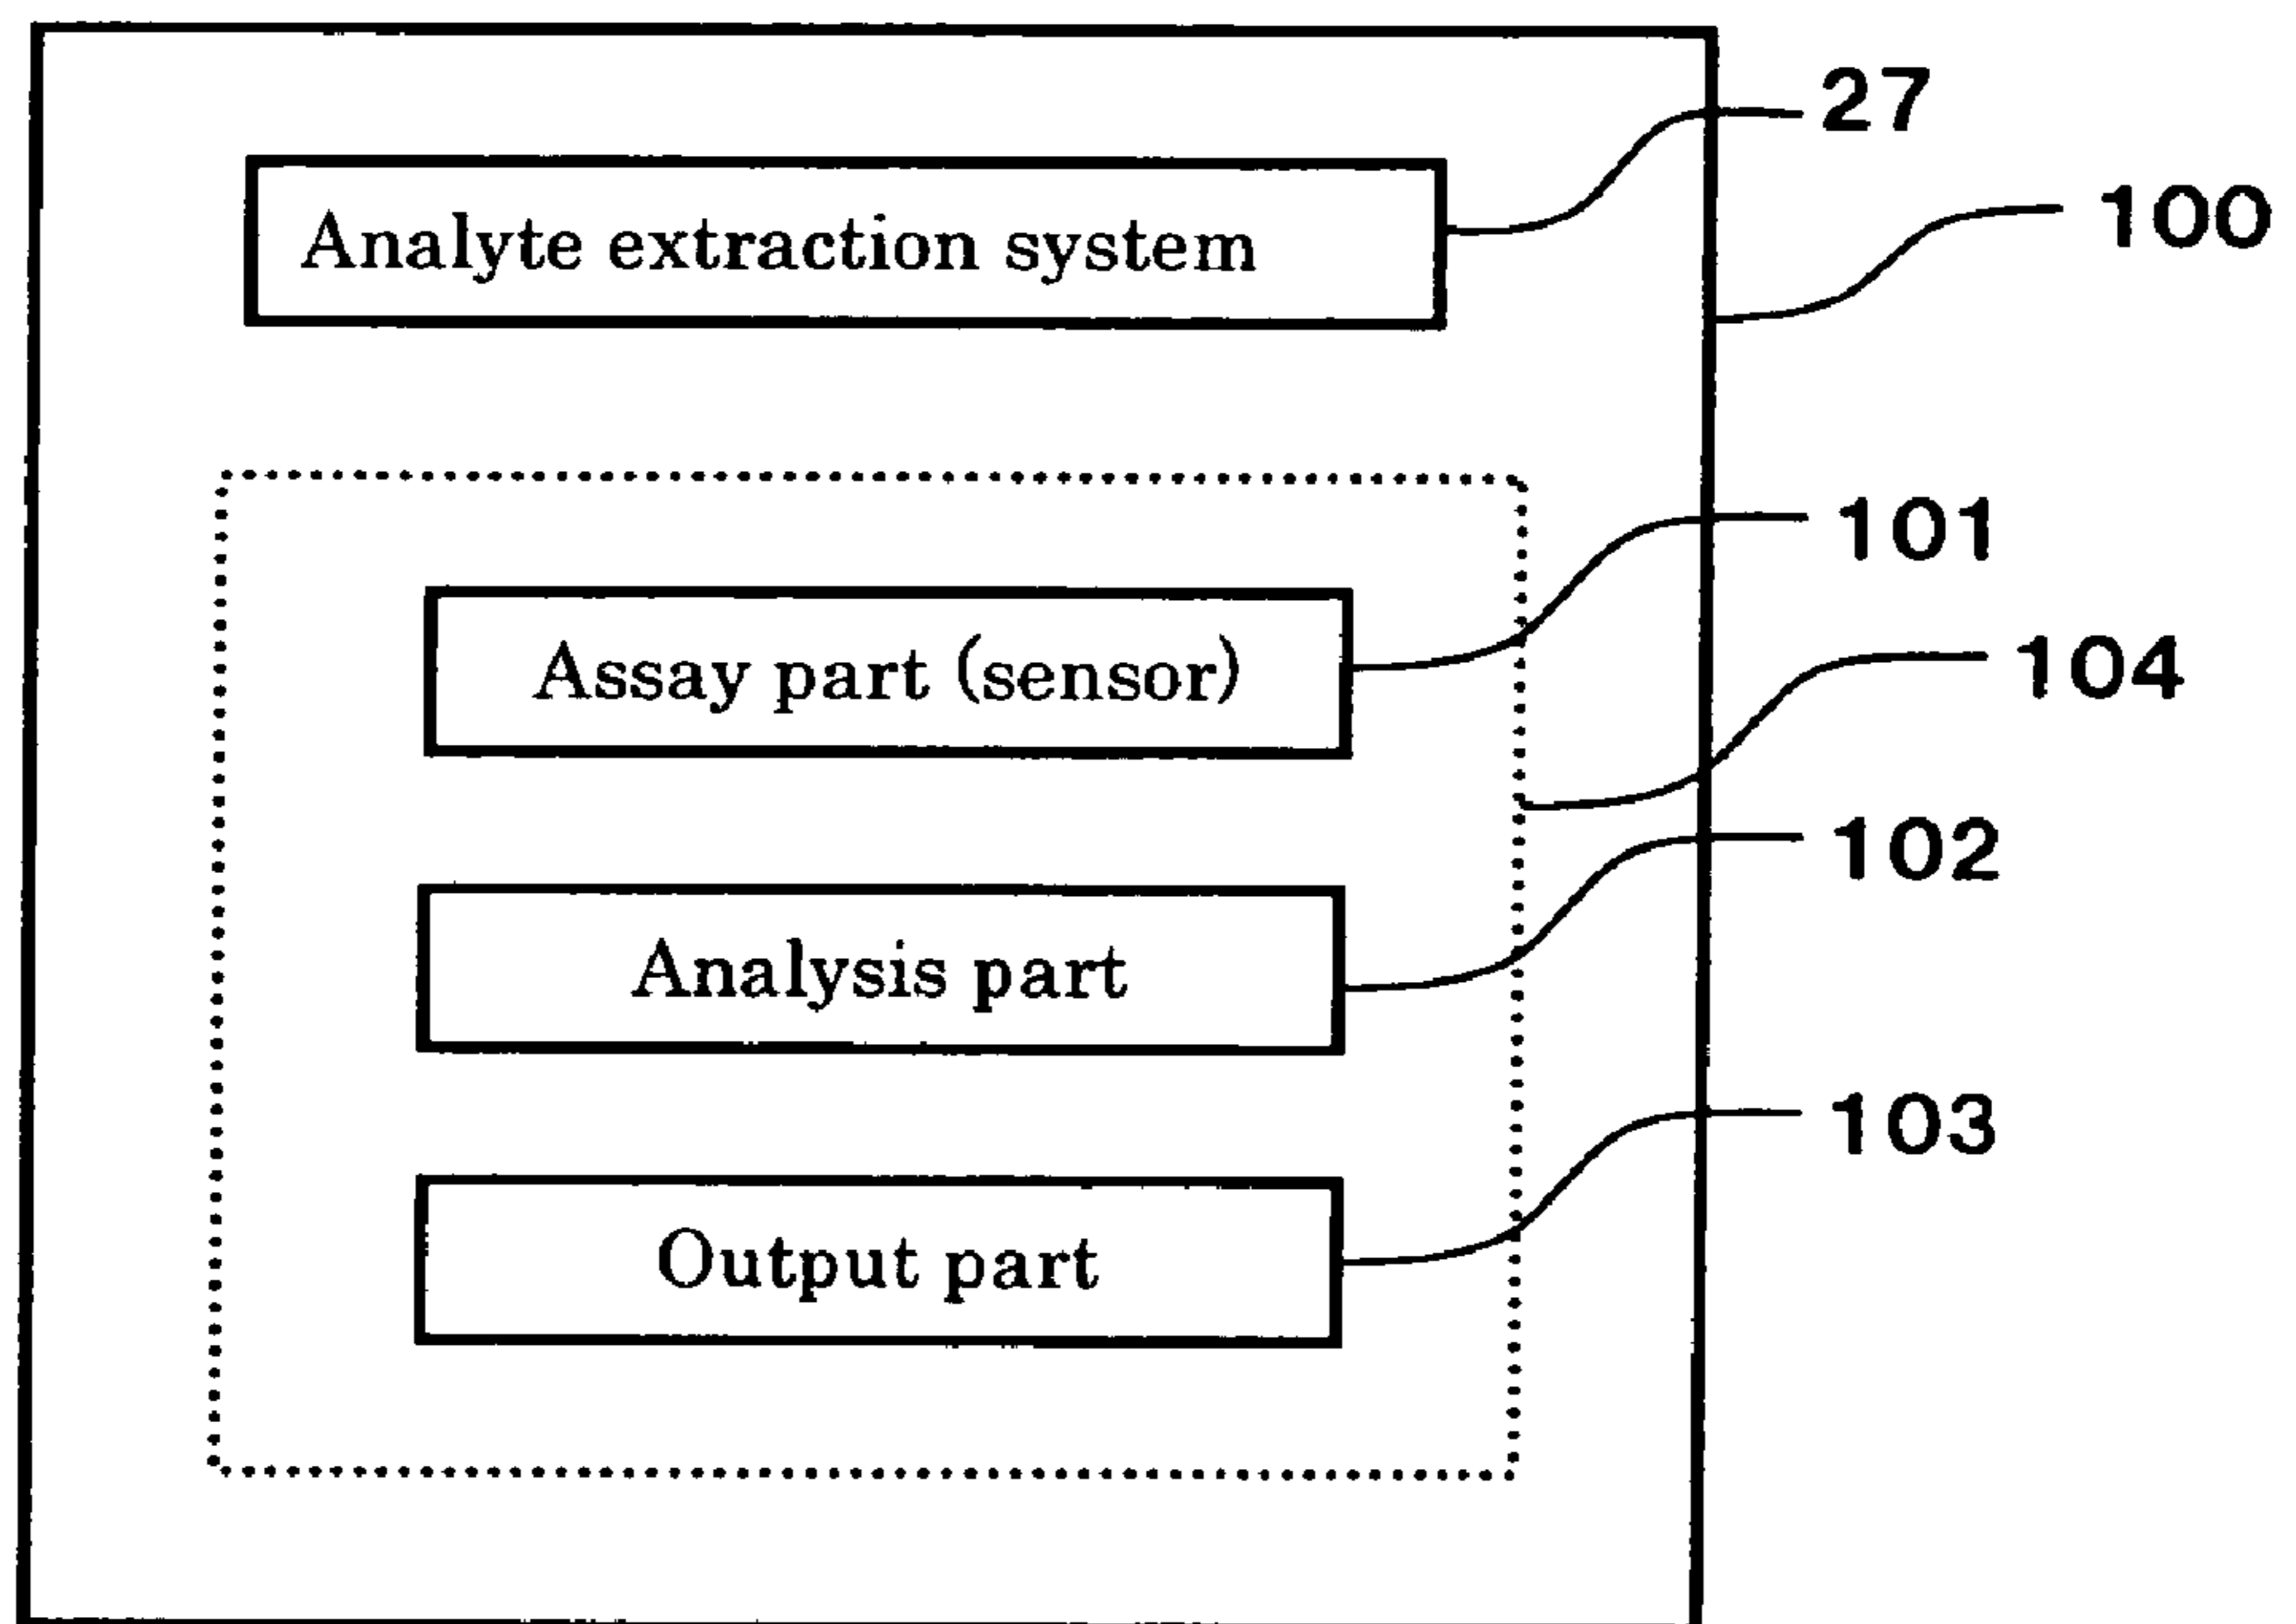 27
Analyte extraction system
100
101
Assay part (sensor)
104
102
Analysis part
103
Output part